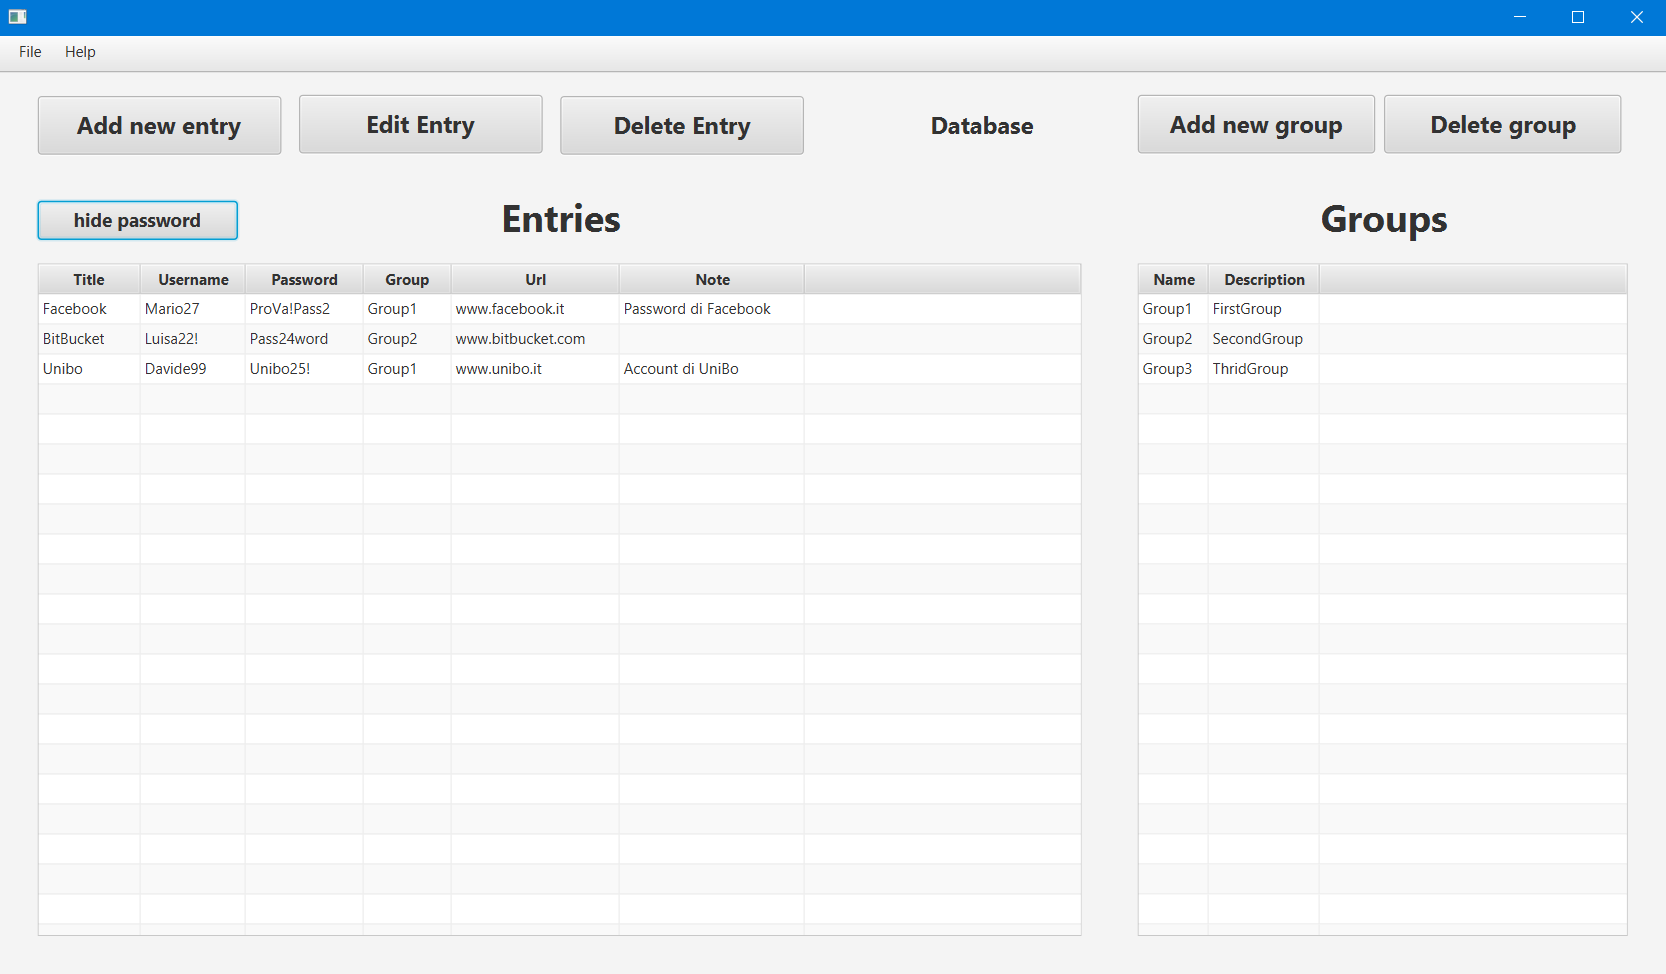 File Help
Add new entry Edit Entry Delete Entry Database Add new group Delete group
hide password Entries Groups
Title Username Password Group Url Note
Facebook Mario27 ProVa!Pass2 Group1 www.facebook.it Password di Facebook
BitBucket Luisa22! Pass24word Group2 www.bitbucket.com
Unibo Davide99 Unibo25! Group1 www.unibo.it Account di UniBo
Name Description
Group1 FirstGroup
Group2 SecondGroup
Group3 ThridGroup